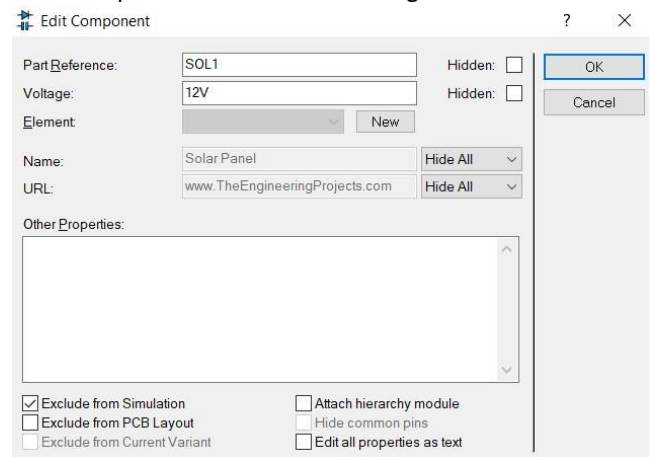 Edit Component ? ×
Part Reference: SOL1 Hidden: OK
Voltage: 12V Hidden: Cancel
Element: New
Name: Solar Panel Hide All
URL: www.TheEngineeringProjects.com Hide All
Other Properties:
Exclude from Simulation Attach hierarchy module
Exclude from PCB Layout Hide common pins
Exclude from Current Variant Edit all properties as text